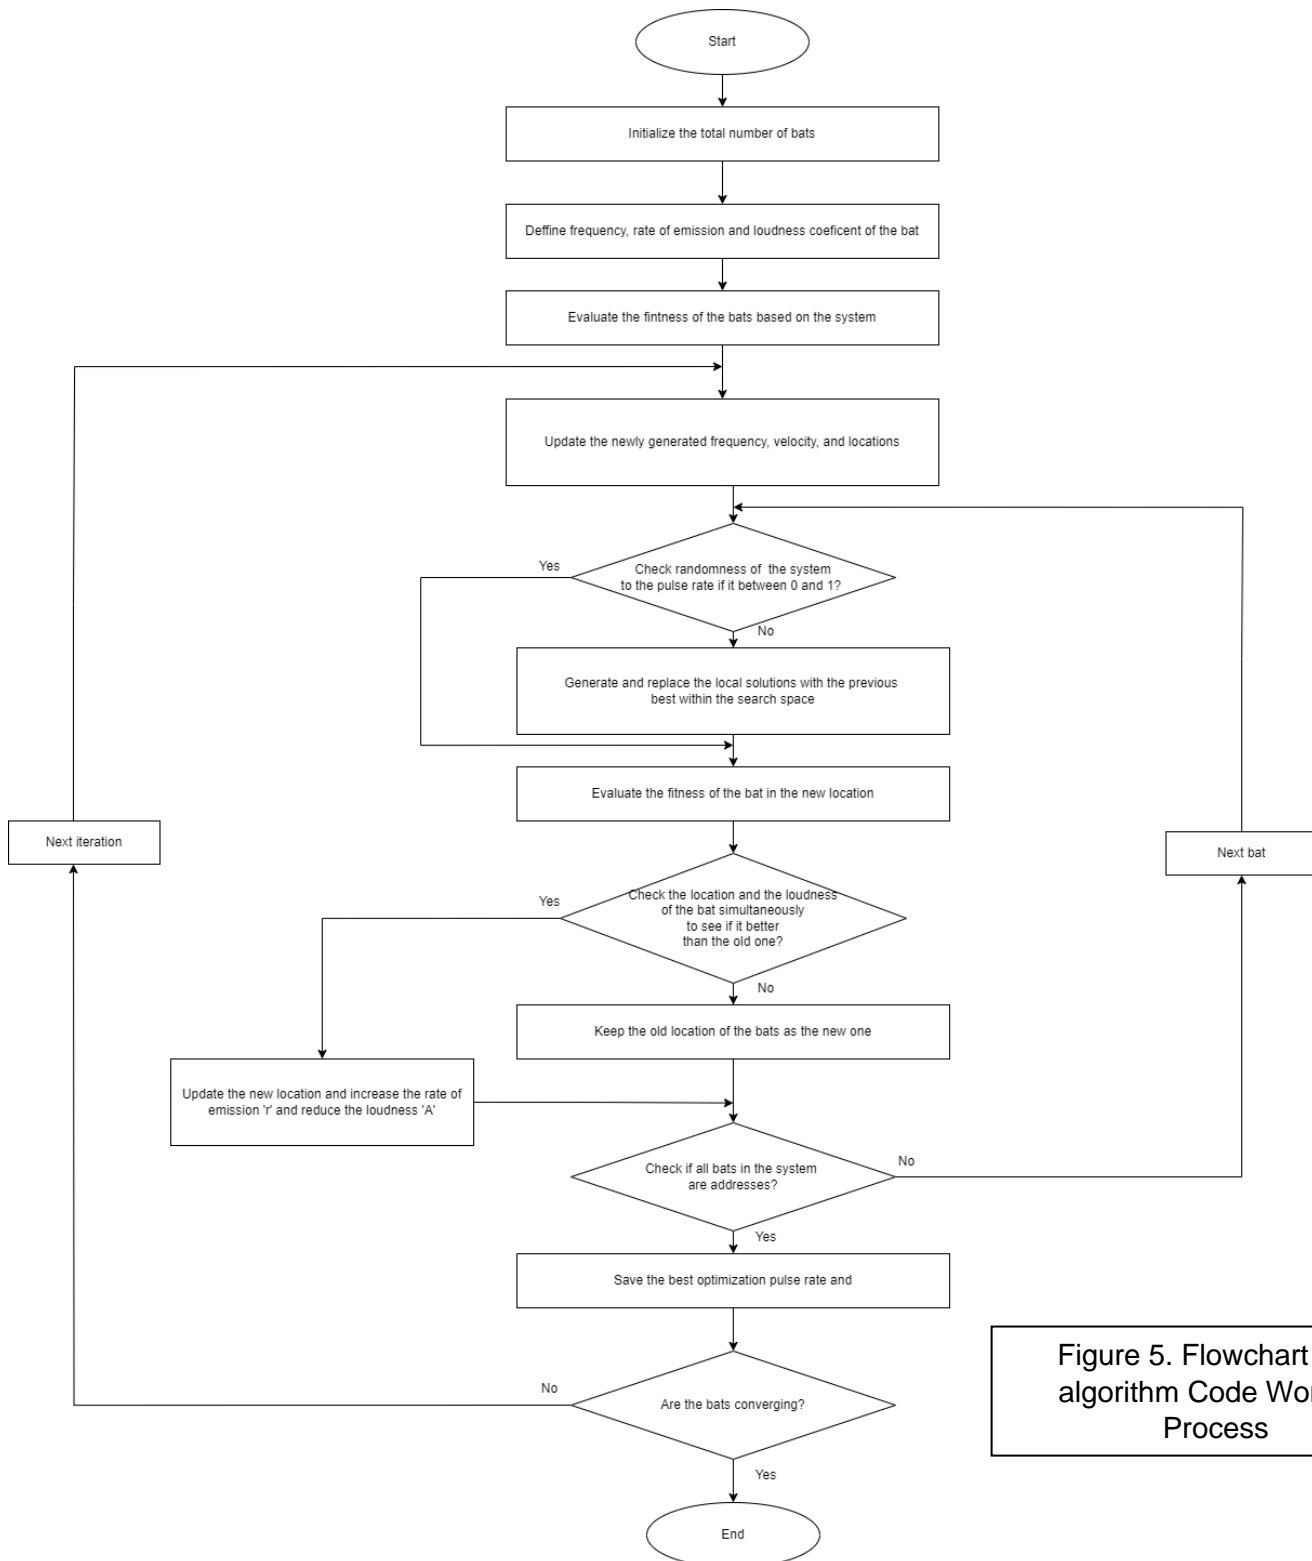 Start
Initialize the total number of bats
Deffine frequency, rate of emission and loudness coeficent of the bat
Evaluate the fintness of the bats based on the system
Update the newly generated frequency, velocity, and locations
Yes
Check randomness of the system
to the pulse rate if it between 0 and 1?
No
Generate and replace the local solutions with the previous
best within the search space
Evaluate the fitness of the bat in the new location
Next iteration
Next bat
Yes
Check the location and the loudness
of the bat simultaneously
to see if it better
than the old one?
No
Keep the old location of the bats as the new one
Update the new location and increase the rate of
emission 'r' and reduce the loudness 'A'
Check if all bats in the system
are addresses?
No
Yes
Save the best optimization pulse rate and
No
Are the bats converging?
Yes
End
Figure 5. Flowchart
algorithm Code
Process